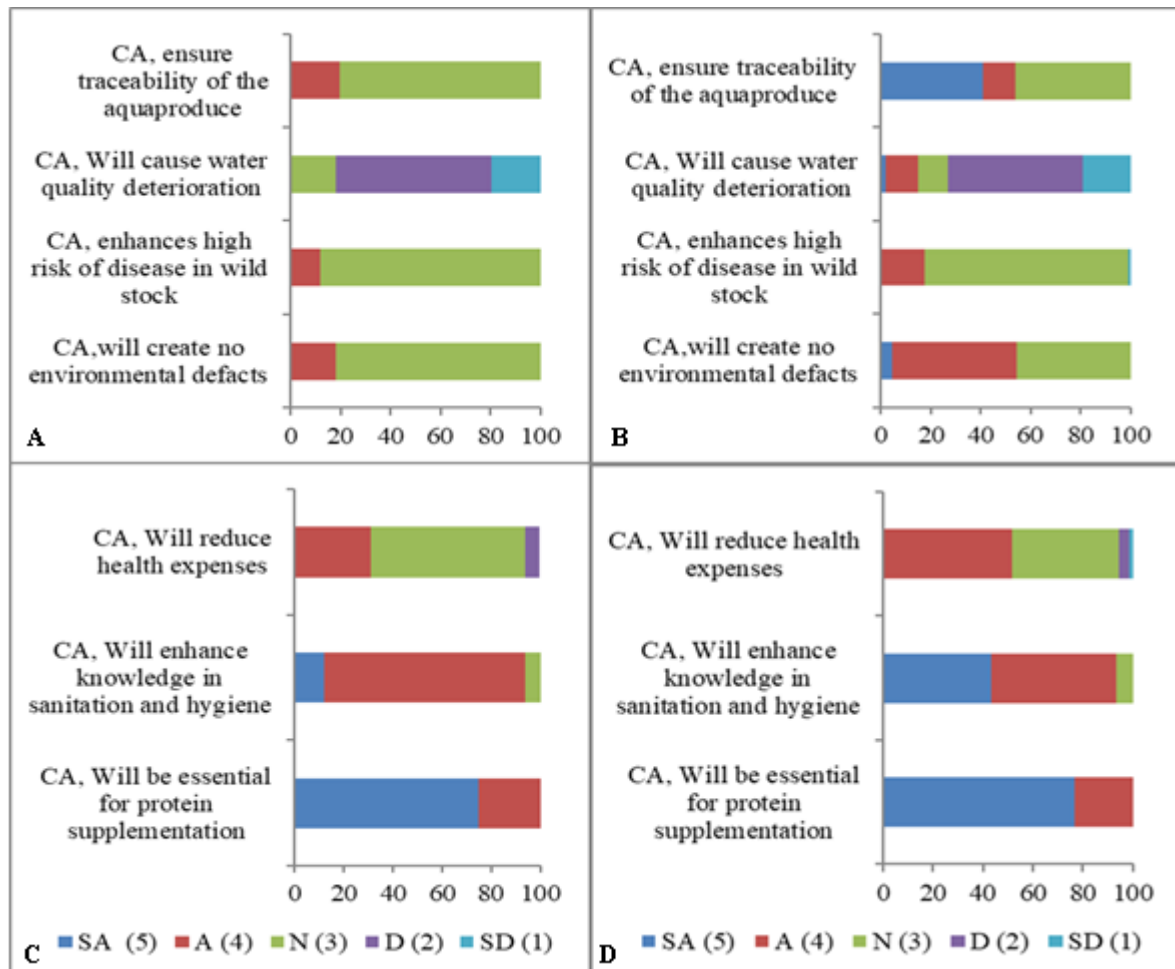 CA, ensure
traceability of the
aquaproduce
CA, Will cause water
quality deterioration
CA, enhances high
risk of disease in wild
stock
CA,will create no
environmental defects
0 20 40 60 80 100
A
CA, ensure traceability
of the aquaproduce
CA, Will cause water
quality deterioration
CA, enhances high
risk of disease in wild
stock
CA,will create no
environmental defects
0 20 40 60 80 100
B
CA, Will reduce
health expenses
CA, Will enhance
knowledge in
sanitation and hygiene
CA, Will be essential
for protein
supplementation
0 20 40 60 80 100
C SA (5) A (4) N (3) D (2) SD (1)
CA, Will reduce health
expenses
CA, Will enhance
knowledge in
sanitation and hygiene
CA, Will be essential
for protein
supplementation
0 20 40 60 80 100
D SA (5) A (4) N (3) D (2) SD (1)